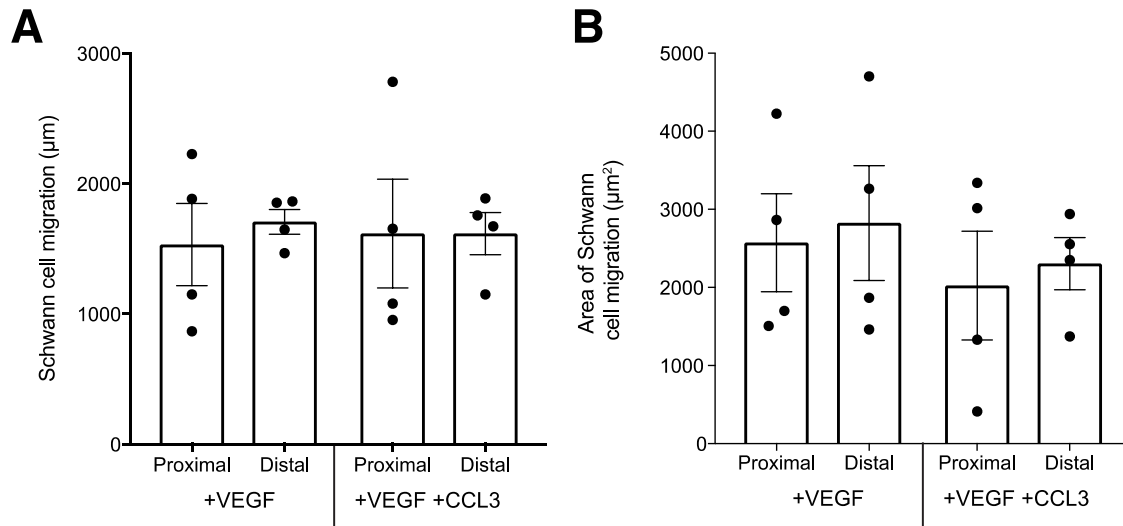 A
Schwann cell migration (µm)
3000
2000
1000
0
Proximal Distal Proximal Distal
+VEGF +VEGF +CCL3
B
Area of Schwann
cell migration (µm²)
5000
4000
3000
2000
1000
0
Proximal Distal Proximal Distal
+VEGF +VEGF +CCL3